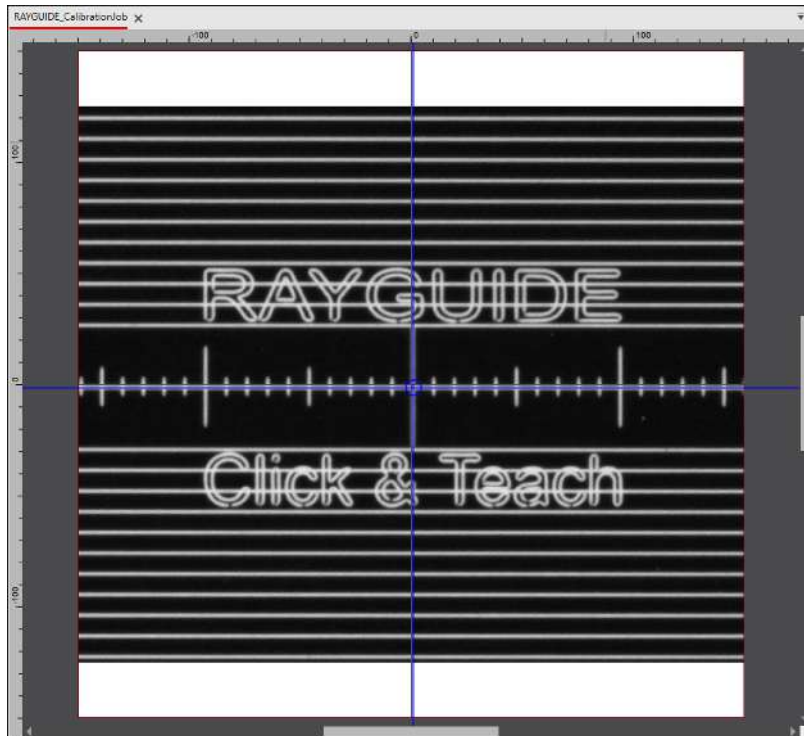 RAYGUIDE_CalibrationJob
-100 0 100
100
RAYGUIDE
0
Click & Teach
-100